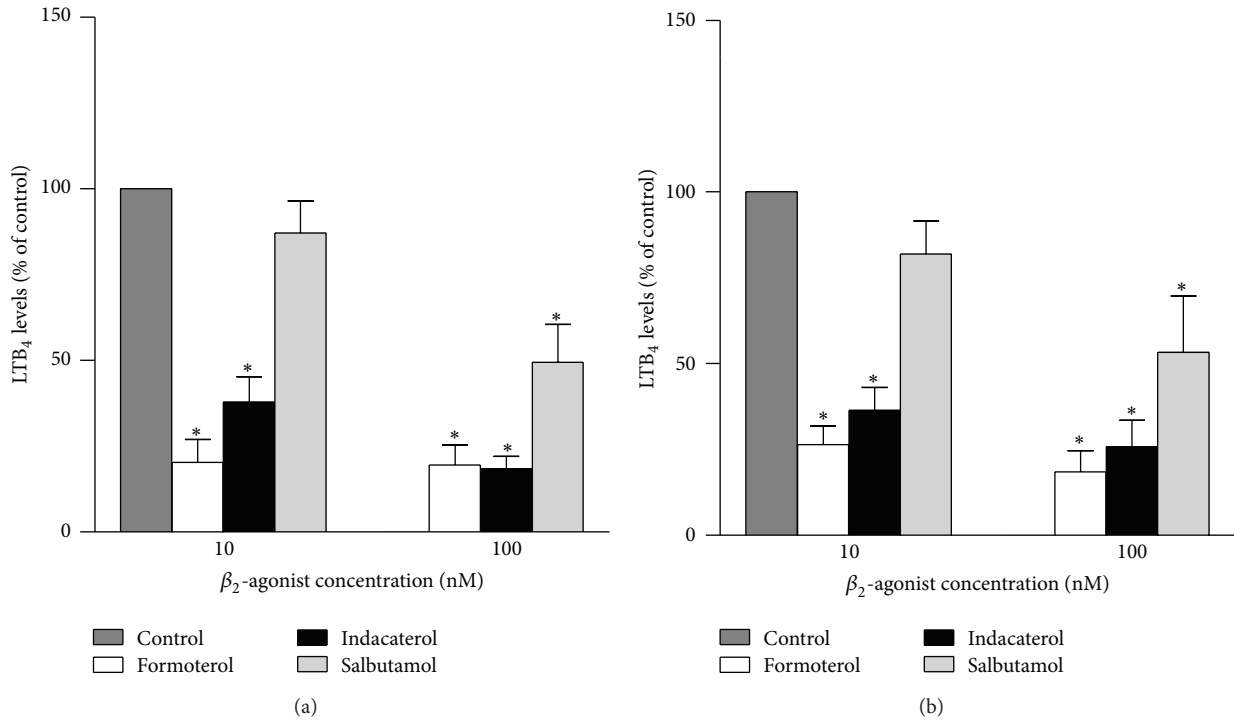 150
100
50
0
LTB₄ levels (% of control)
*
*
*
*
*
10
100
β₂-agonist concentration (nM)
Control
Indacaterol
Formoterol
Salbutamol
(a)
150
100
50
0
LTB₄ levels (% of control)
*
*
*
*
*
10
100
β₂-agonist concentration (nM)
Control
Indacaterol
Formoterol
Salbutamol
(b)